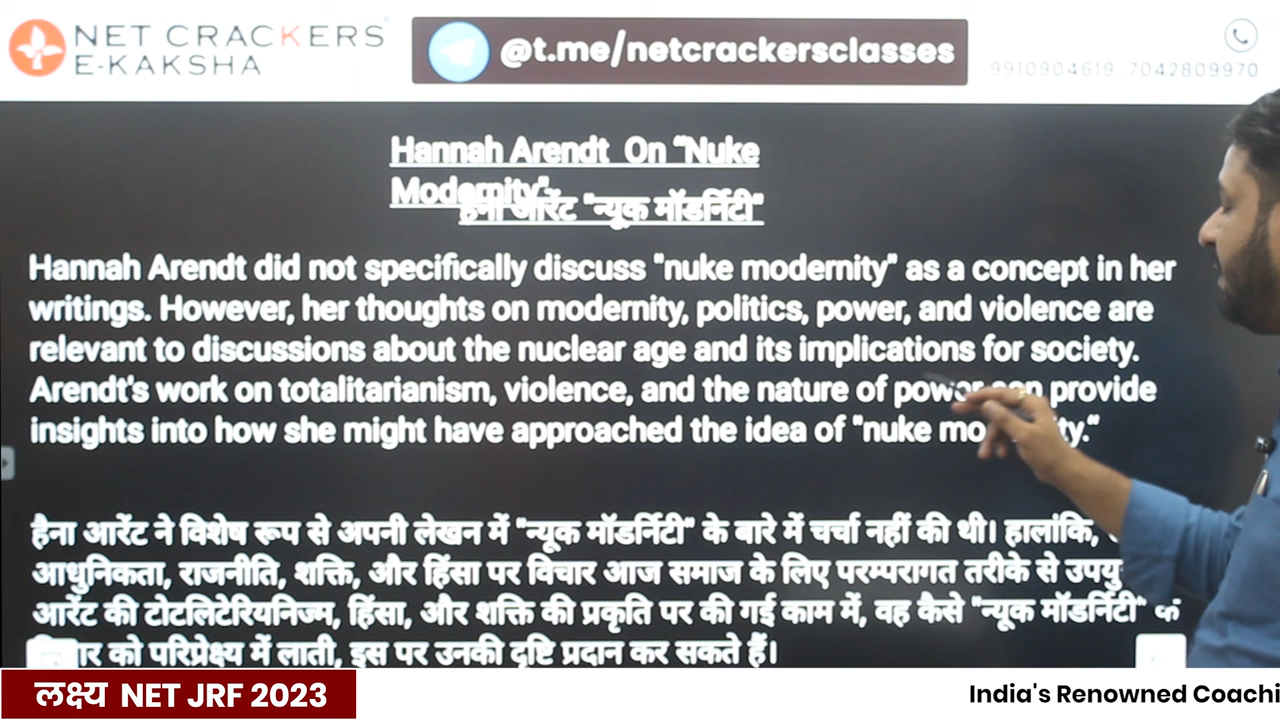 NET CRACKERS
E-KAKSHA
@t.me/netcrackersclasses
9910904619 7042809970
Hannah Arendt On “Nuke
Modernity"
हैना आरेंट "न्यूक मॉडर्निटी"
Hannah Arendt did not specifically discuss "nuke modernity" as a concept in her
writings. However, her thoughts on modernity, politics, power, and violence are
relevant to discussions about the nuclear age and its implications for society.
Arendt's work on totalitarianism, violence, and the nature of power can provide
insights into how she might have approached the idea of "nuke
हैना आरेंट ने विशेष रूप से अपनी लेखन में "न्यूक मॉडर्निटी" के बारे में चर्चा नहीं की थी। हालांकि,
आधुनिकता, राजनीति, शक्ति, और हिंसा पर विचार आज समाज के लिए परम्परागत तरीके से
आरेंट की टोटलिटेरियनिज्म, हिंसा, और शक्ति की प्रकृति पर की गई काम में, वह कैसे "न्यूक मॉडर्निटी"
को परिप्रेक्ष्य में लाती, इस पर उनकी दृष्टि प्रदान कर सकते हैं।
लक्ष्य NET JRF 2023
India's Renowned Coachi